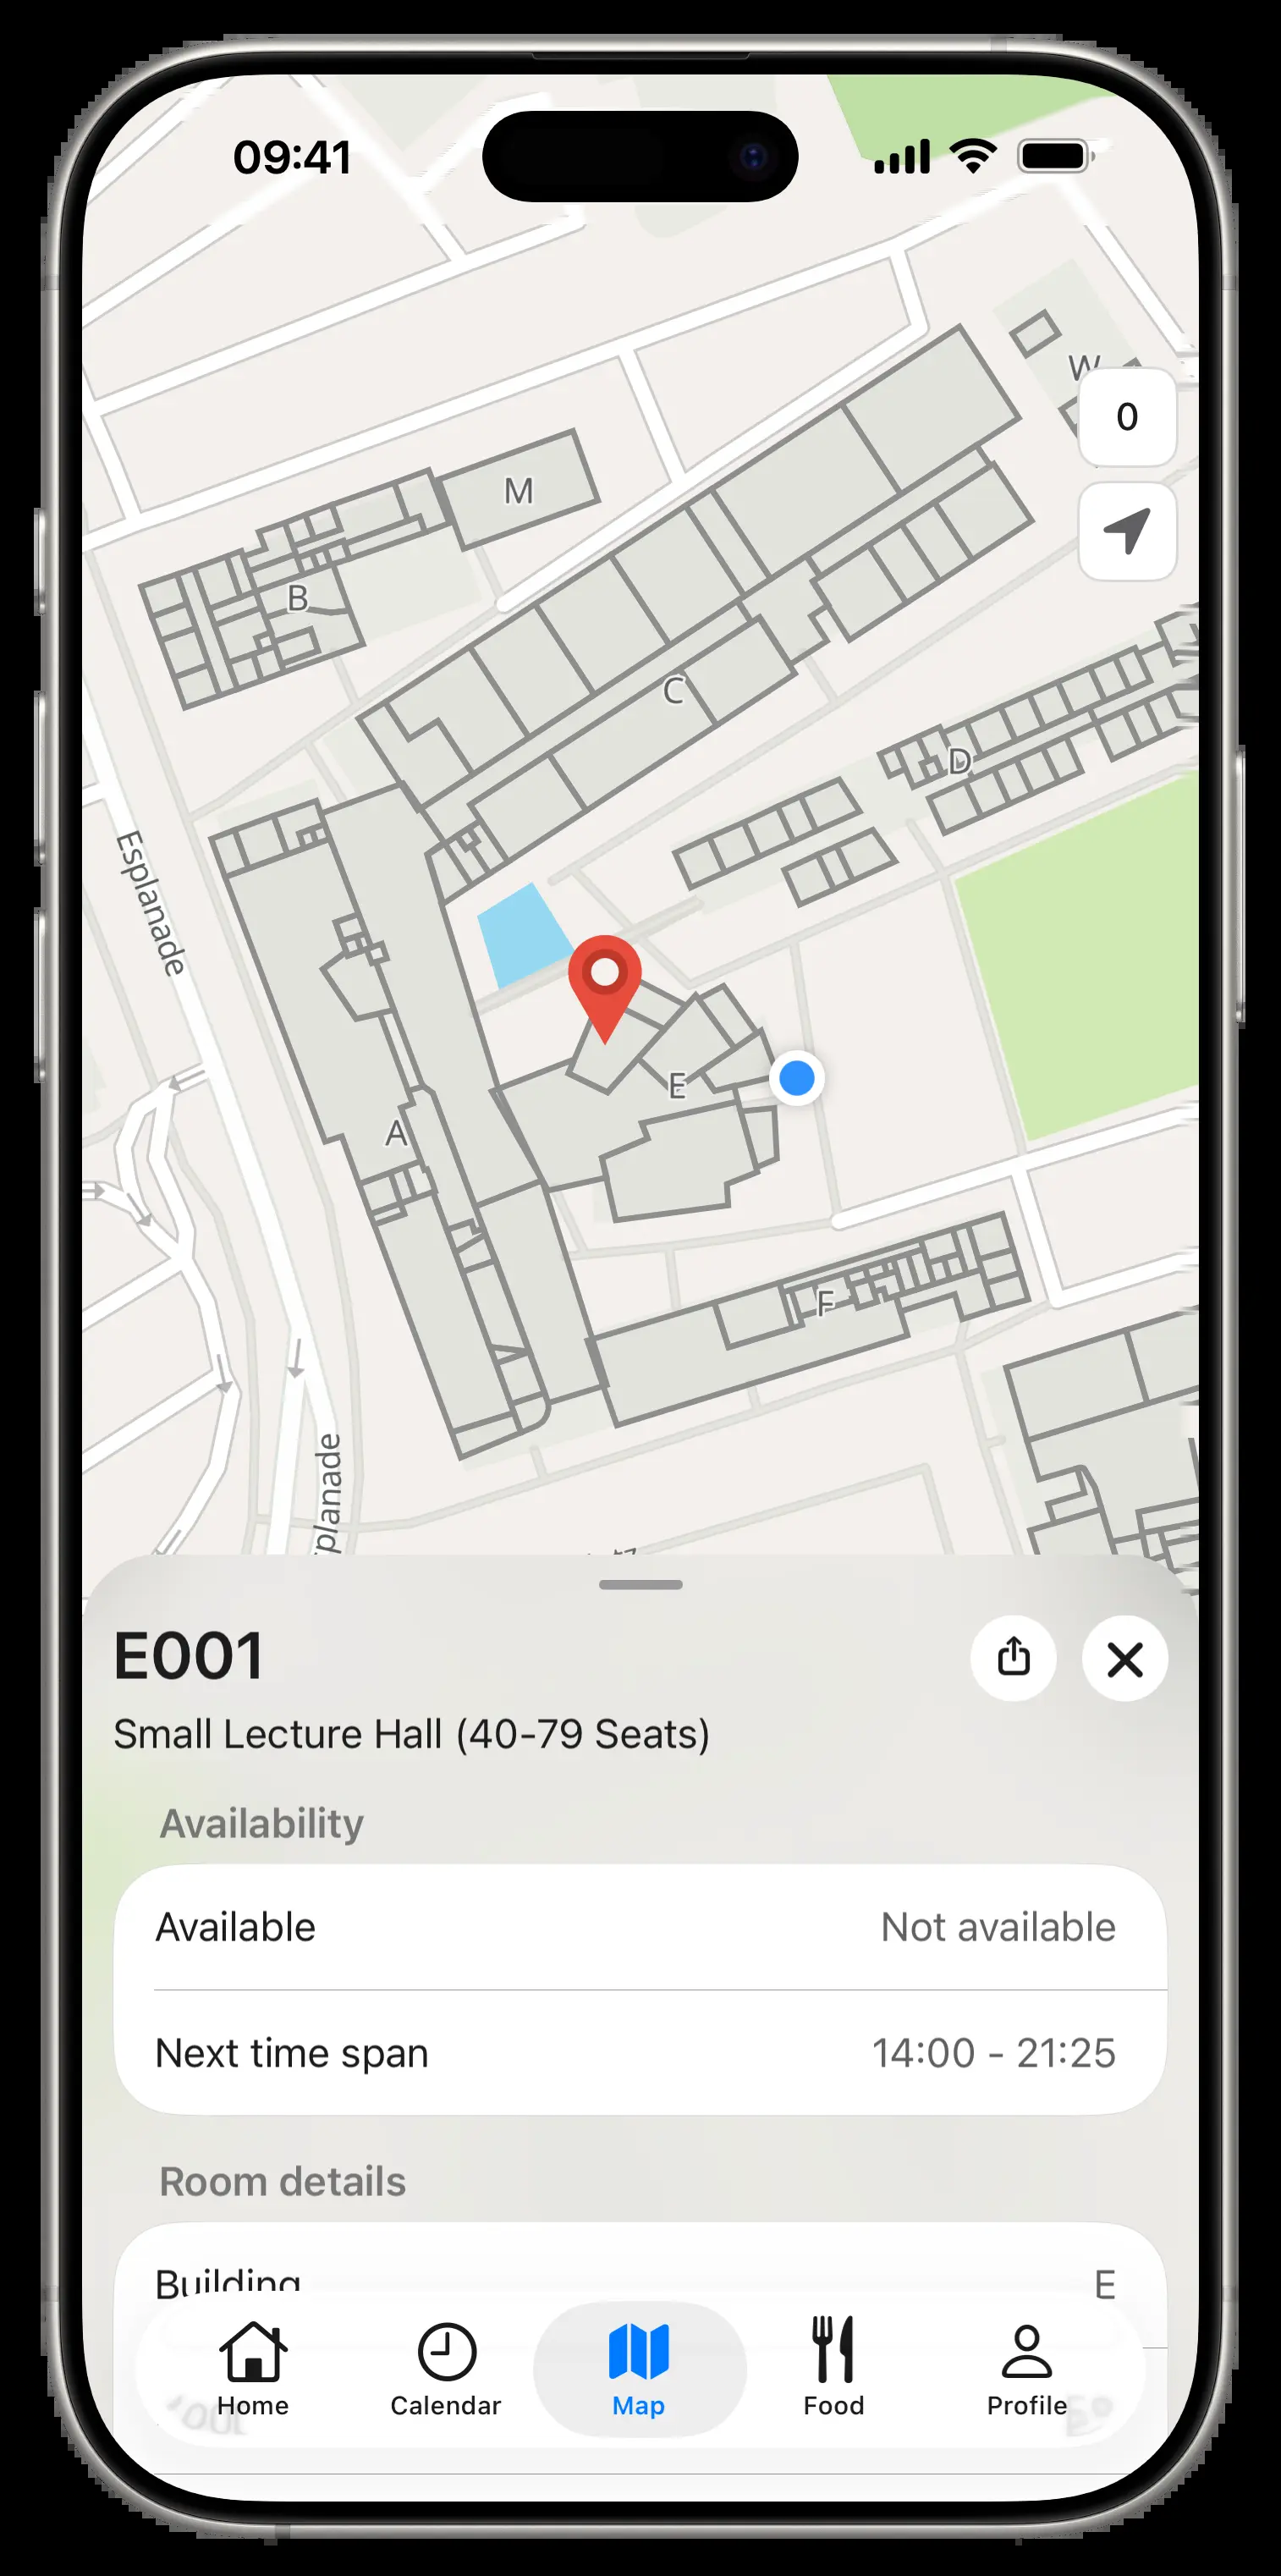 09:41
W
0
M
B
C
D
Esplanade
E
A
F
splanade
E001
Small Lecture Hall (40-79 Seats)
Availability
Available Not available
Next time span 14:00 - 21:25
Room details
Building E
Home Calendar Map Food Profile